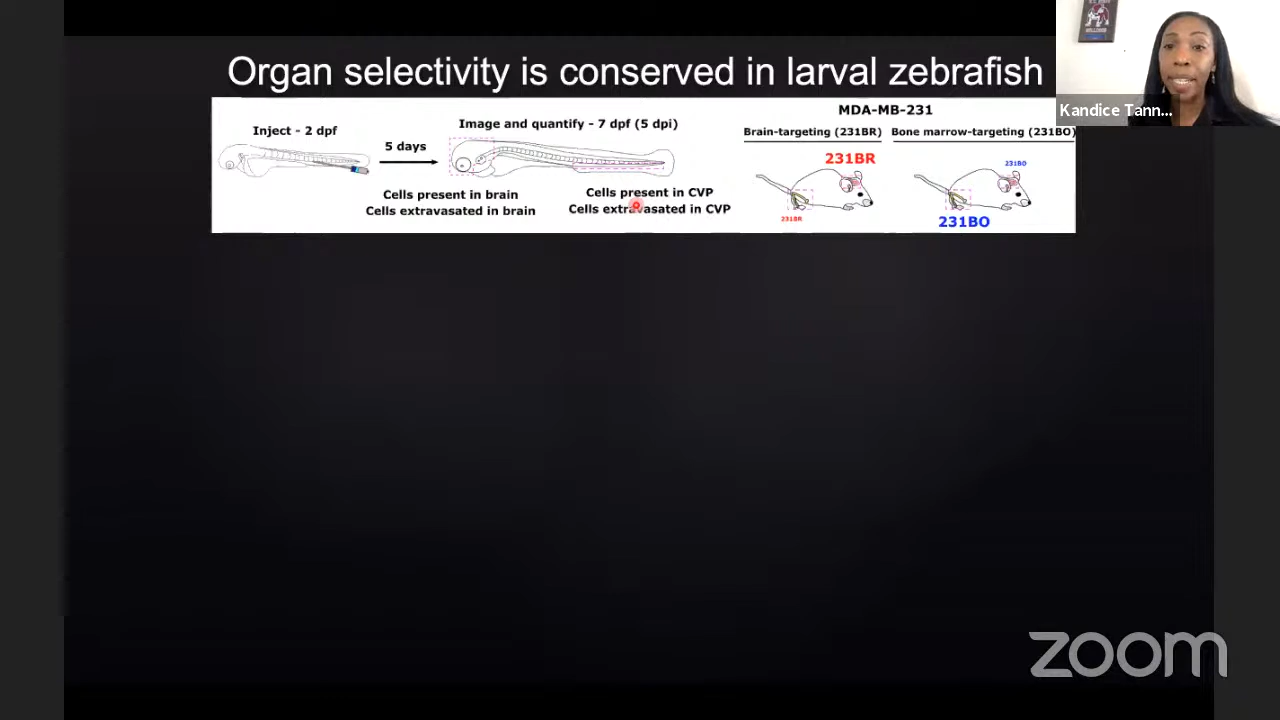 Organ selectivity is conserved in larval zebrafish
Kandice Tann...
Inject - 2 dpf
5 days
Image and quantify - 7 dpf (5 dpi)
Cells present in brain
Cells extravasated in brain
Cells present in CVP
Cells extravasated in CVP
MDA-MB-231
Brain-targeting (231BR)
Bone marrow-targeting (231BO)
231BR
231BR
231BO
231BO
zoom